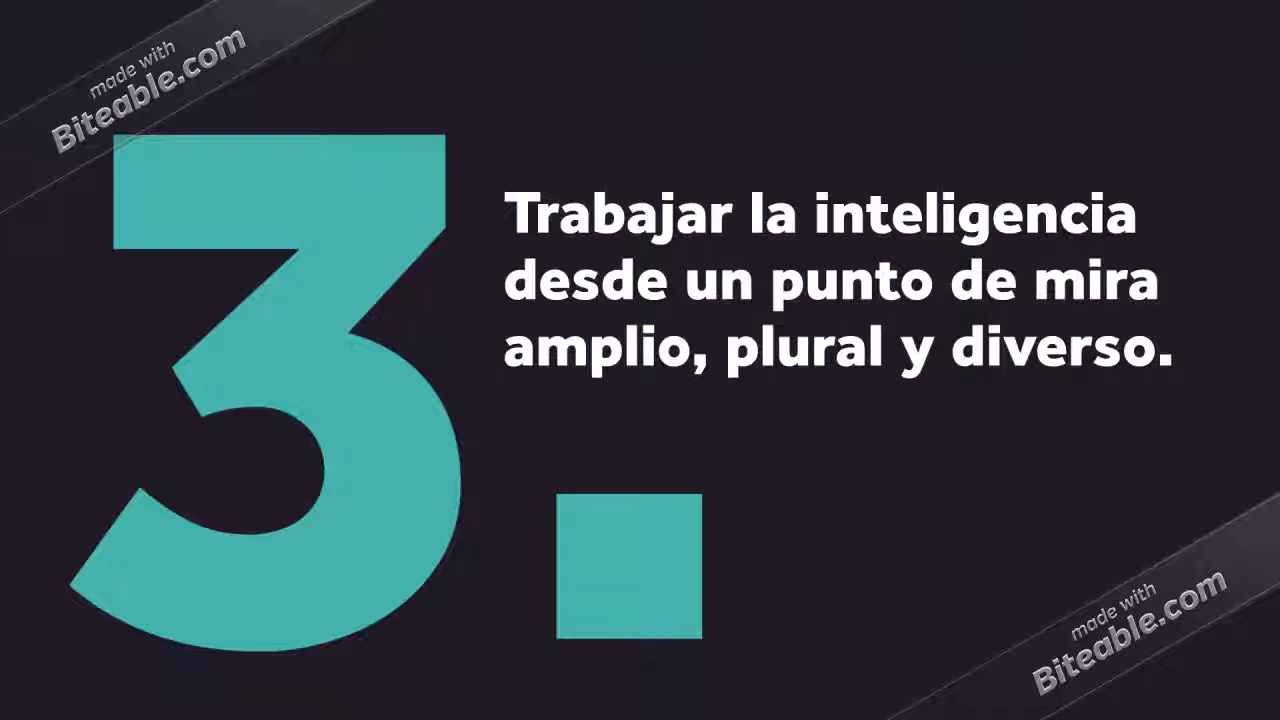 made with
Biteable.com
3.
Trabajar la inteligencia
desde un punto de mira
amplio, plural y diverso.
made with
Biteable.com